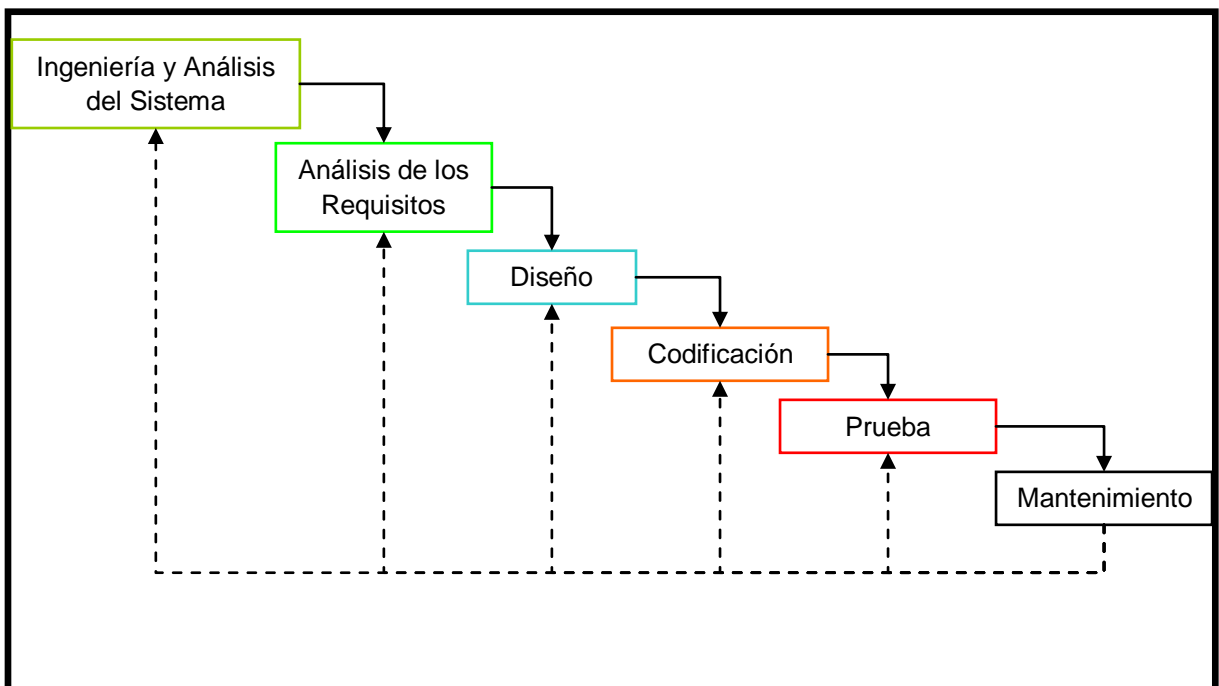 Ingeniería y Análisis
del Sistema
Análisis de los
Requisitos
Diseño
Codificación
Prueba
Mantenimiento